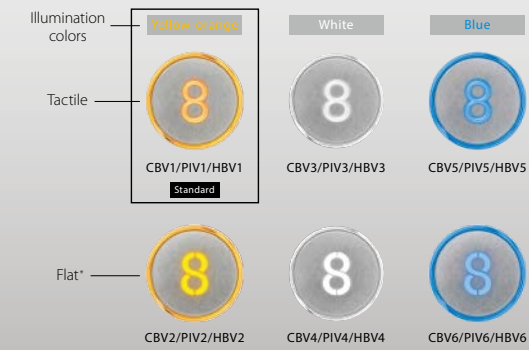 Illumination
colors
Yellow-orange
White
Blue
Tactile
8
8
8
CBV1/PIV1/HBV1
CBV3/PIV3/HBV3
CBV5/PIV5/HBV5
Standard
Flat*
8
8
8
CBV2/PIV2/HBV2
CBV4/PIV4/HBV4
CBV6/PIV6/HBV6